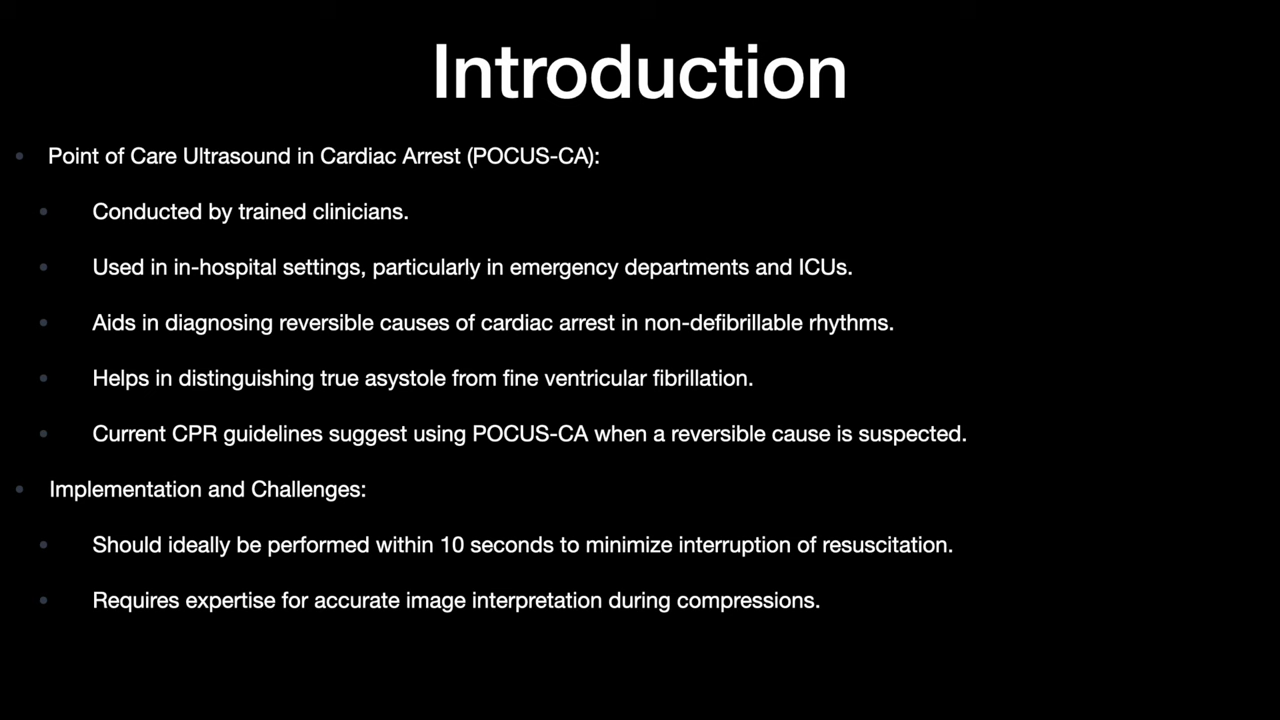 Introduction
• Point of Care Ultrasound in Cardiac Arrest (POCUS-CA):
• Conducted by trained clinicians.
• Used in in-hospital settings, particularly in emergency departments and ICUs.
• Aids in diagnosing reversible causes of cardiac arrest in non-defibrillable rhythms.
• Helps in distinguishing true asystole from fine ventricular fibrillation.
• Current CPR guidelines suggest using POCUS-CA when a reversible cause is suspected.
• Implementation and Challenges:
• Should ideally be performed within 10 seconds to minimize interruption of resuscitation.
• Requires expertise for accurate image interpretation during compressions.